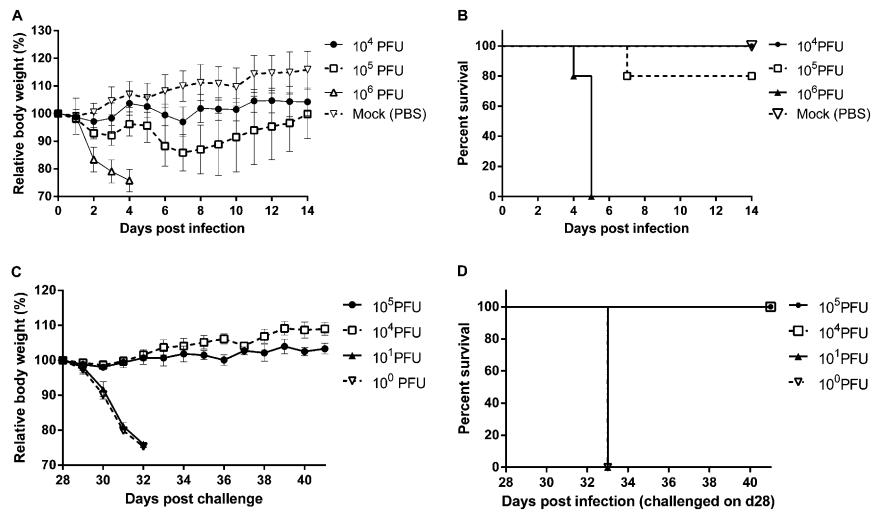 A
Relative body weight (%)
130
120
110
100
90
80
70
0 2 4 6 8 10 12 14
Days post infection
10⁴ PFU
10⁵ PFU
10⁶ PFU
Mock (PBS)
B
Percent survival
100
80
60
40
20
0
0 2 4 6 8 10 12 14
Days post infection
10⁴PFU
10⁵PFU
10⁶PFU
Mock (PBS)
C
Relative body weight (%)
120
110
100
90
80
70
28 30 32 34 36 38 40
Days post challenge
10⁵PFU
10⁴PFU
10¹PFU
10⁰ PFU
D
Percent survival
100
80
60
40
20
0
28 30 32 34 36 38 40
Days post infection (challenged on d28)
10⁵PFU
10⁴PFU
10¹PFU
10⁰PFU